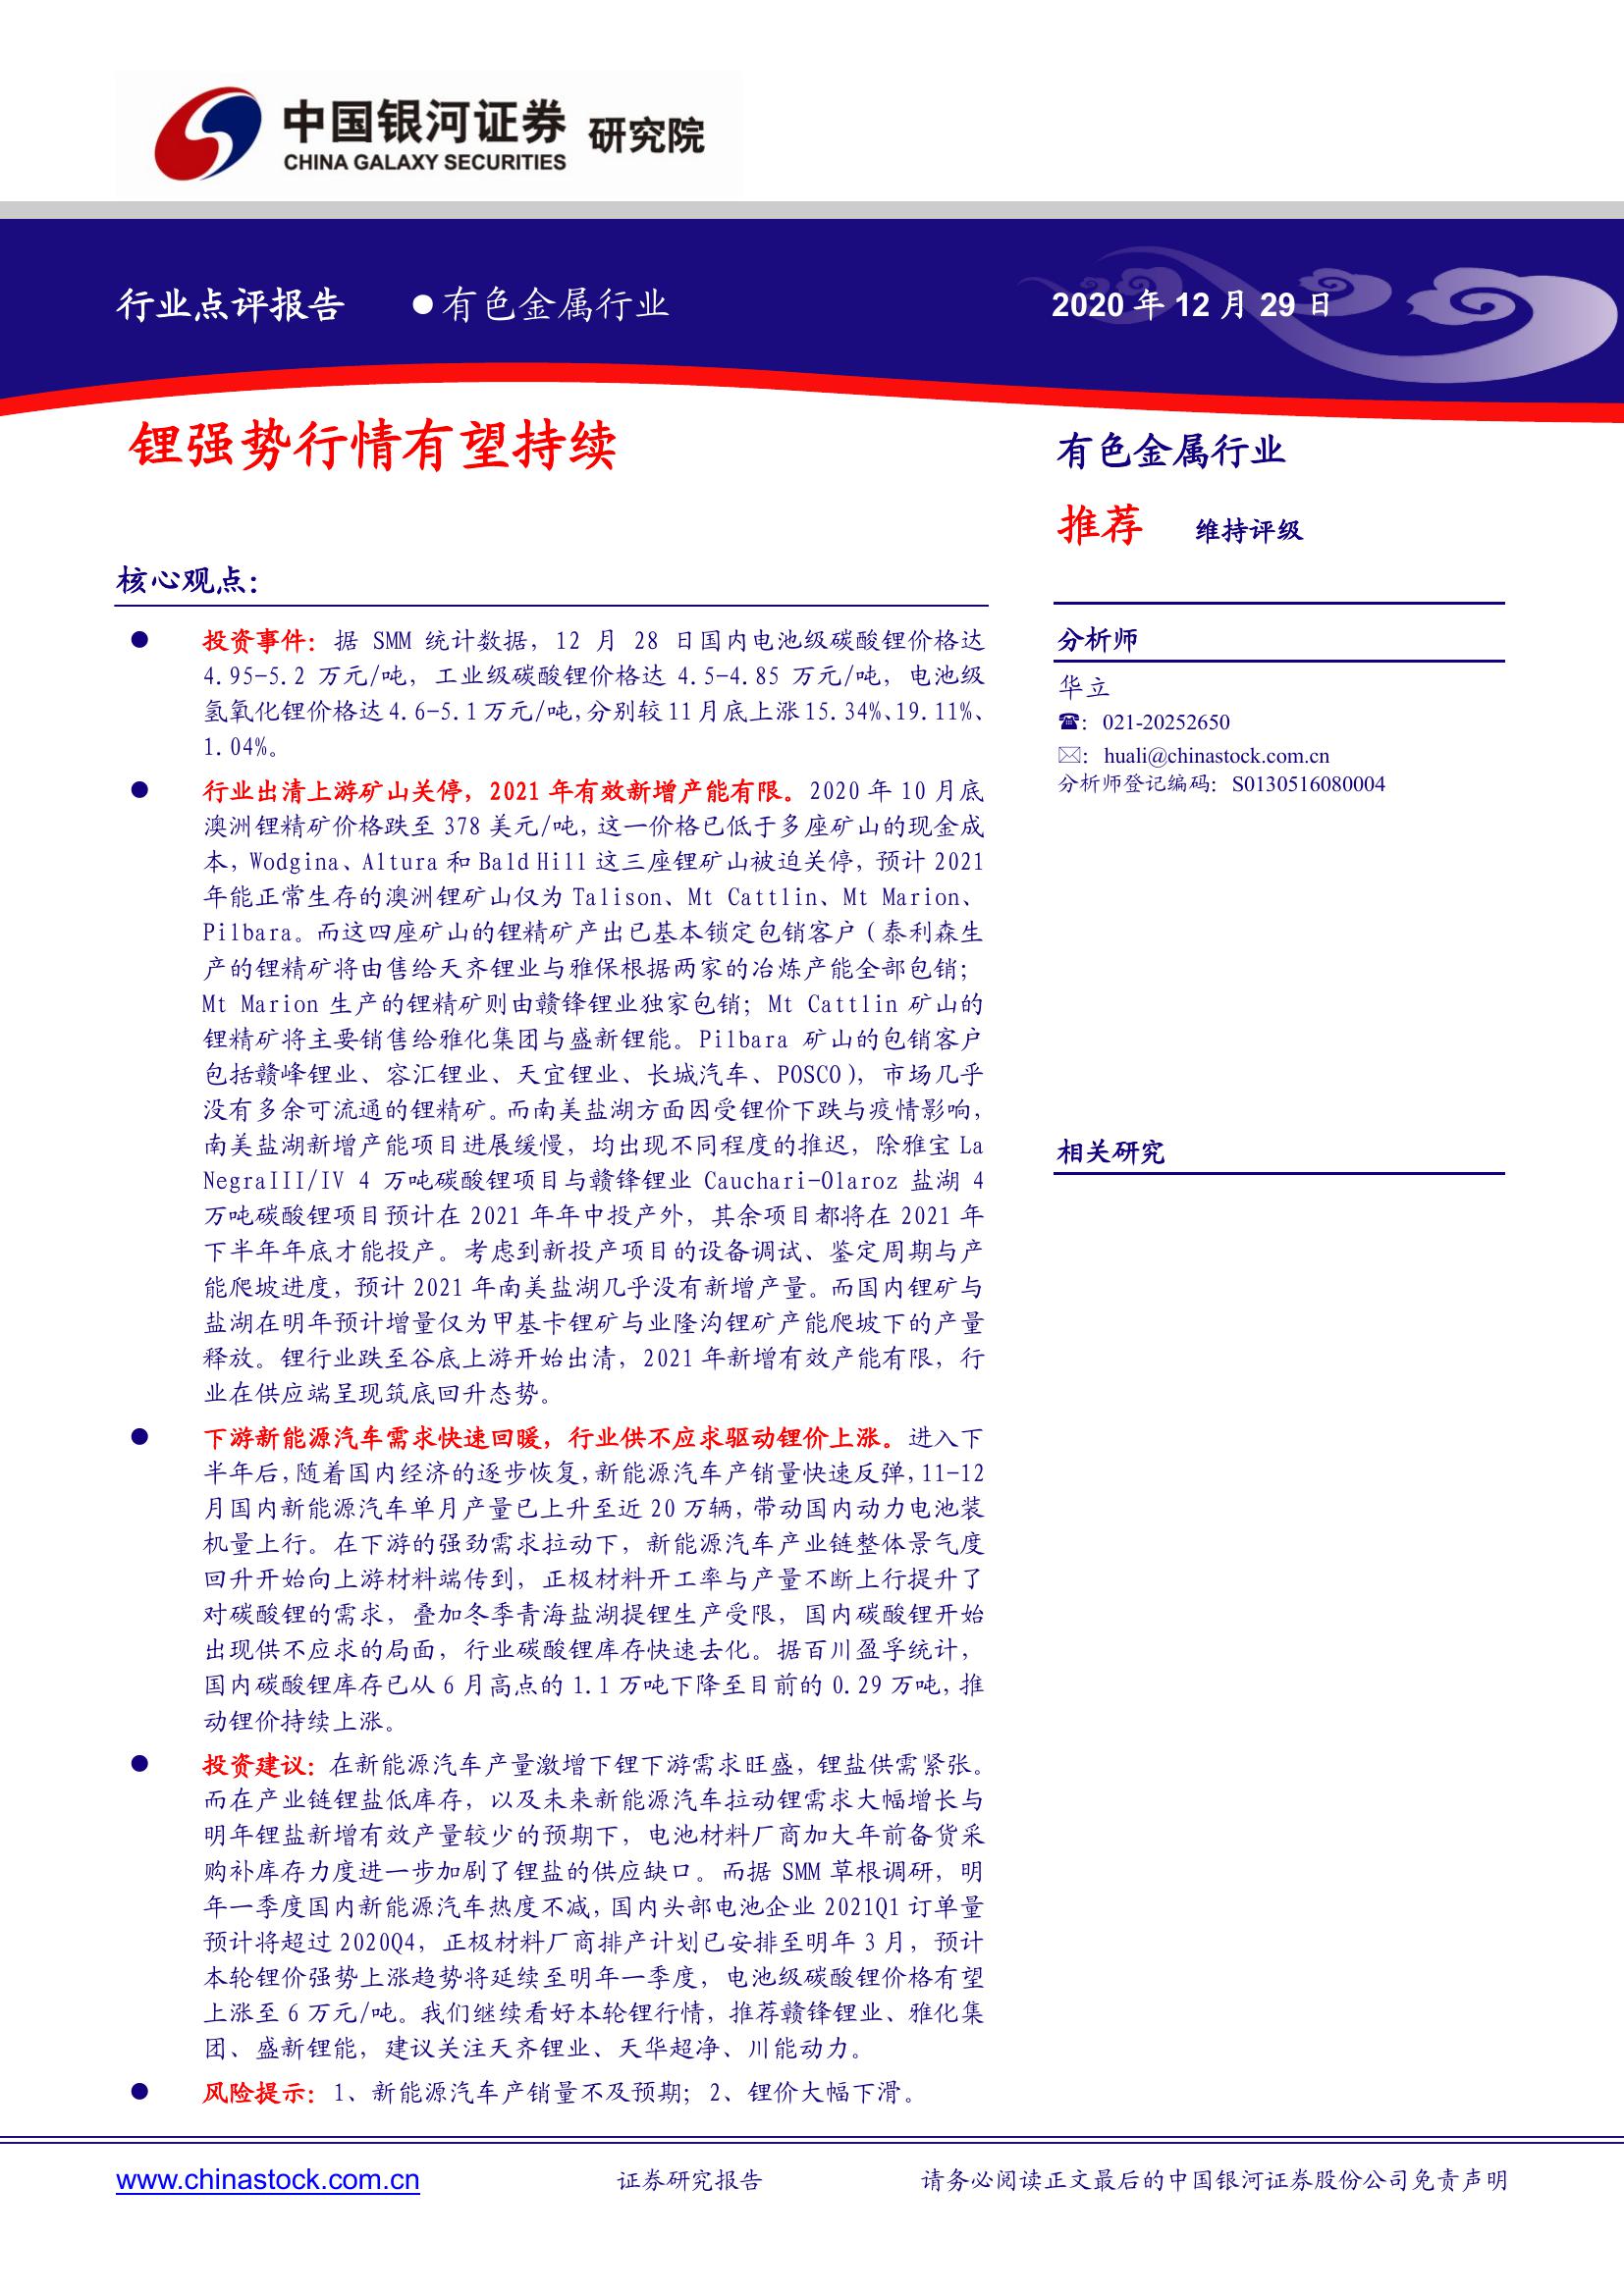 中国银河证券 研究院
CHINA GALAXY SECURITIES
行业点评报告 ●有色金属行业 2020 年 12 月 29 日
锂强势行情有望持续
核心观点：
● 投资事件：据 SMM 统计数据，12 月 28 日国内电池级碳酸锂价格达
4.95-5.2 万元/吨，工业级碳酸锂价格达 4.5-4.85 万元/吨，电池级
氢氧化锂价格达 4.6-5.1 万元/吨，分别较 11 月底上涨 15.34%、19.11%、
1.04%。
● 行业出清上游矿山关停，2021 年有效新增产能有限。2020 年 10 月底
澳洲锂精矿价格跌至 378 美元/吨，这一价格已低于多座矿山的现金成
本，Wodgina、Altura 和 Bald Hill 这三座锂矿山被迫关停，预计 2021
年能正常生存的澳洲锂矿山仅为 Talison、Mt Cattlin、Mt Marion、
Pilbara。而这四座矿山的锂精矿产出已基本锁定包销客户（泰利森生
产的锂精矿将由售给天齐锂业与雅保根据两家的冶炼产能全部包销；
Mt Marion 生产的锂精矿则由赣锋锂业独家包销；Mt Cattlin 矿山的
锂精矿将主要销售给雅化集团与盛新锂能。Pilbara 矿山的包销客户
包括赣峰锂业、容汇锂业、天宜锂业、长城汽车、POSCO），市场几乎
没有多余可流通的锂精矿。而南美盐湖方面因受锂价下跌与疫情影响，
南美盐湖新增产能项目进展缓慢，均出现不同程度的推迟，除雅宝 La
NegraIII/IV 4 万吨碳酸锂项目与赣锋锂业 Cauchari-Olaroz 盐湖 4
万吨碳酸锂项目预计在 2021 年年中投产外，其余项目都将在 2021 年
下半年年底才能投产。考虑到新投产项目的设备调试、鉴定周期与产
能爬坡进度，预计 2021 年南美盐湖几乎没有新增产量。而国内锂矿与
盐湖在明年预计增量仅为甲基卡锂矿与业隆沟锂矿产能爬坡下的产量
释放。锂行业跌至谷底上游开始出清，2021 年新增有效产能有限，行
业在供应端呈现筑底回升态势。
● 下游新能源汽车需求快速回暖，行业供不应求驱动锂价上涨。进入下
半年后，随着国内经济的逐步恢复，新能源汽车产销量快速反弹，11-12
月国内新能源汽车单月产量已上升至近 20 万辆，带动国内动力电池装
机量上行。在下游的强劲需求拉动下，新能源汽车产业链整体景气度
回升开始向上游材料端传到，正极材料开工率与产量不断上行提升了
对碳酸锂的需求，叠加冬季青海盐湖提锂生产受限，国内碳酸锂开始
出现供不应求的局面，行业碳酸锂库存快速去化。据百川盈孚统计，
国内碳酸锂库存已从 6 月高点的 1.1 万吨下降至目前的 0.29 万吨，推
动锂价持续上涨。
● 投资建议：在新能源汽车产量激增下锂下游需求旺盛，锂盐供需紧张。
而在产业链锂盐低库存，以及未来新能源汽车拉动锂需求大幅增长与
明年锂盐新增有效产量较少的预期下，电池材料厂商加大年前备货采
购补库存力度进一步加剧了锂盐的供应缺口。而据 SMM 草根调研，明
年一季度国内新能源汽车热度不减，国内头部电池企业 2021Q1 订单量
预计将超过 2020Q4，正极材料厂商排产计划已安排至明年 3 月，预计
本轮锂价强势上涨趋势将延续至明年一季度，电池级碳酸锂价格有望
上涨至 6 万元/吨。我们继续看好本轮锂行情，推荐赣锋锂业、雅化集
团、盛新锂能，建议关注天齐锂业、天华超净、川能动力。
● 风险提示：1、新能源汽车产销量不及预期；2、锂价大幅下滑。
有色金属行业
推荐 维持评级
分析师
华立
☎：021-20252650
✉：huali@chinastock.com.cn
分析师登记编码：S0130516080004
相关研究
www.chinastock.com.cn 证券研究报告 请务必阅读正文最后的中国银河证券股份公司免责声明